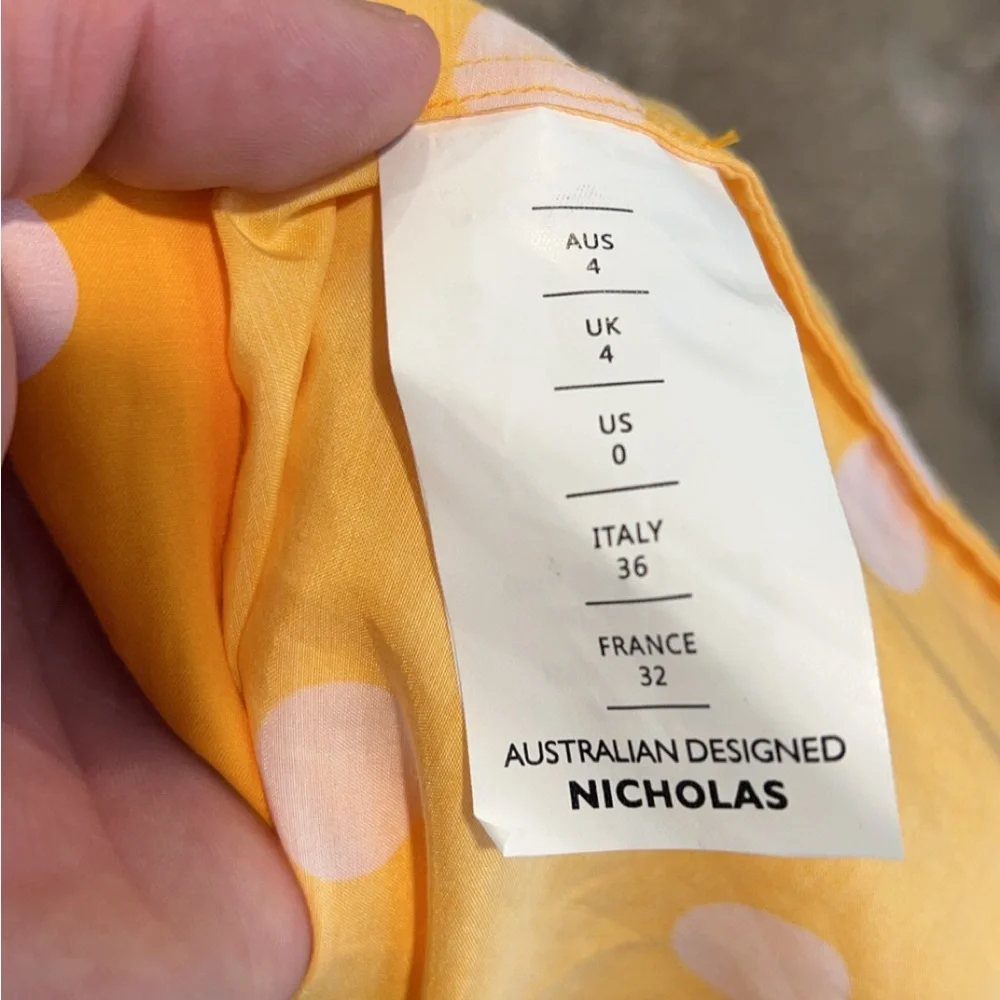 AUS
4
UK
4
US
0
ITALY
36
FRANCE
32
AUSTRALIAN DESIGNED
NICHOLAS